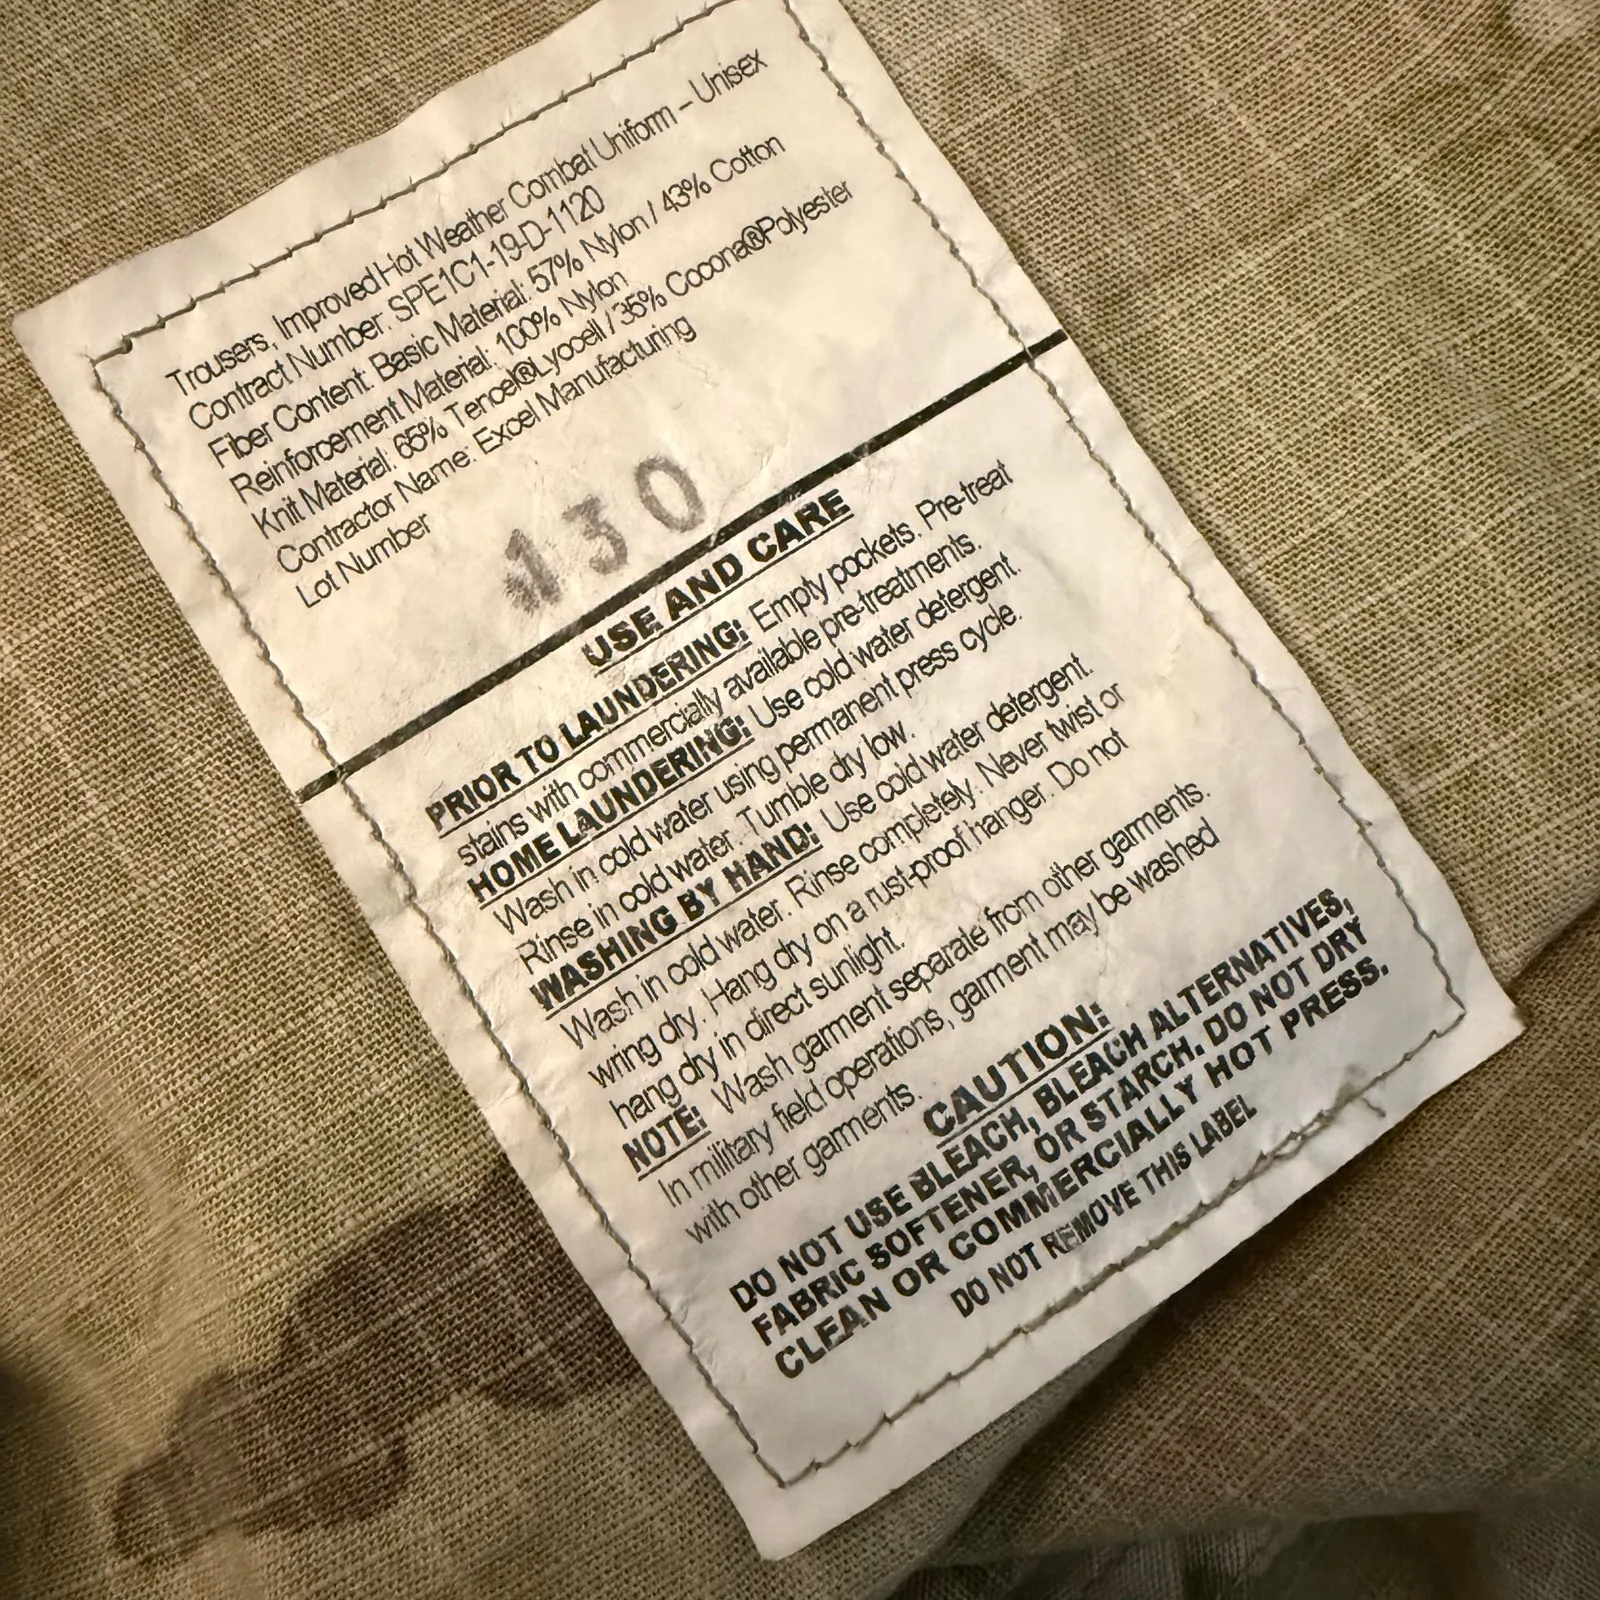 Trousers, Improved Hot Weather Combat Uniform – Unisex
Contract Number: SPE1C1-19-D-1120
Fiber Content: Basic Material: 57% Nylon / 43% Cotton
Reinforcement Material: 100% Nylon
Knit Material: 65% Tencel®Lyocell / 35% Cocona®Polyester
Contractor Name: Excel Manufacturing
Lot Number
130
USE AND CARE
PRIOR TO LAUNDERING: Empty pockets. Pre-treat
stains with commercially available pre-treatments.
HOME LAUNDERING: Use cold water detergent.
Wash in cold water using permanent press cycle.
Rinse in cold water. Tumble dry low.
WASHING BY HAND: Use cold water detergent.
Wash in cold water. Rinse completely. Never twist or
wring dry. Hang dry on a rust-proof hanger. Do not
hang dry in direct sunlight.
NOTE: Wash garment separate from other garments.
In military field operations, garment may be washed
with other garments.
CAUTION:
DO NOT USE BLEACH, BLEACH ALTERNATIVES,
FABRIC SOFTENER, OR STARCH. DO NOT DRY
CLEAN OR COMMERCIALLY HOT PRESS.
DO NOT REMOVE THIS LABEL